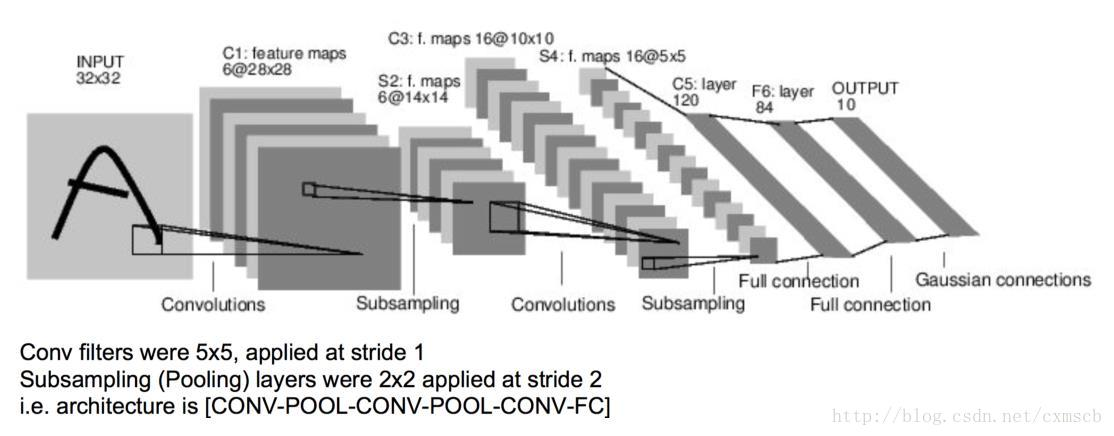 INPUT
32x32
C1: feature maps
6@28x28
S2: f. maps
6@14x14
C3: f. maps 16@10x10
S4: f. maps 16@5x5
C5: layer
120
F6: layer
84
OUTPUT
10
Convolutions
Subsampling
Convolutions
Subsampling
Full connection
Full connection
Gaussian connections
Conv filters were 5x5, applied at stride 1
Subsampling (Pooling) layers were 2x2 applied at stride 2
i.e. architecture is [CONV-POOL-CONV-POOL-CONV-FC]
http://blog.csdn.net/cxmscb